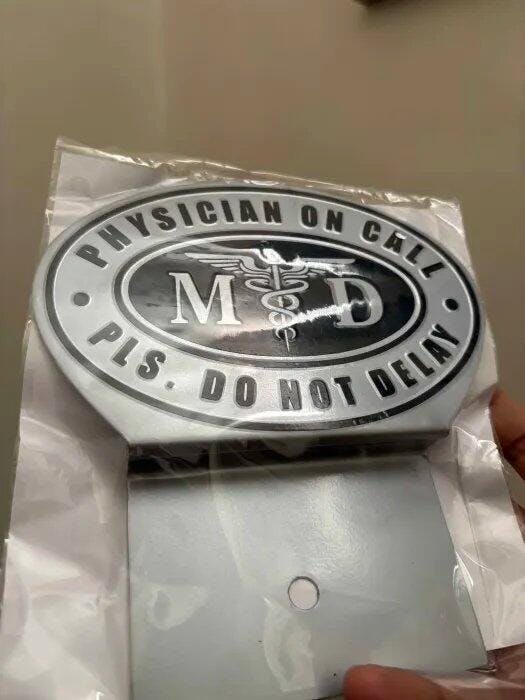 PHYSICIAN ON CALL
M D
PLS. DO NOT DELAY